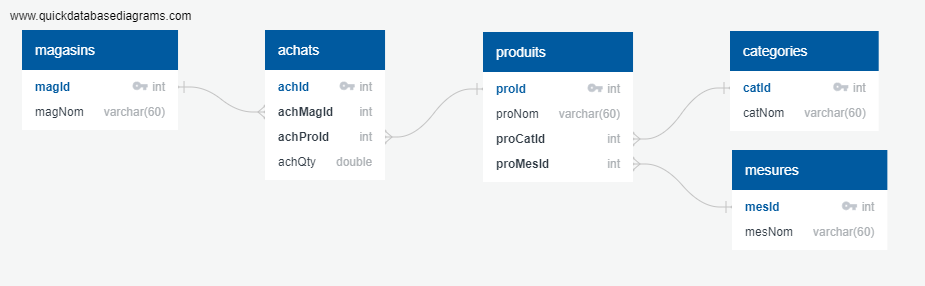 www.quickdatabasediagrams.com
magasins
magId int
magNom varchar(60)
achats
achId int
achMagId int
achProId int
achQty double
produits
proId int
proNom varchar(60)
proCatId int
proMesId int
categories
catId int
catNom varchar(60)
mesures
mesId int
mesNom varchar(60)